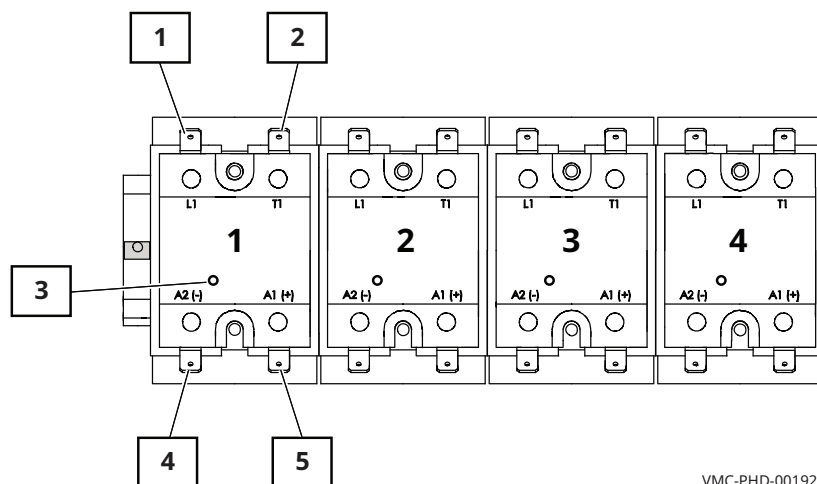 1 2
L1 T1 L1 T1 L1 T1 L1 T1
1 2 3 4
3
A2 (-) A1 (+) A2 (-) A1 (+) A2 (-) A1 (+) A2 (-) A1 (+)
4 5
VMC-PHD-00192